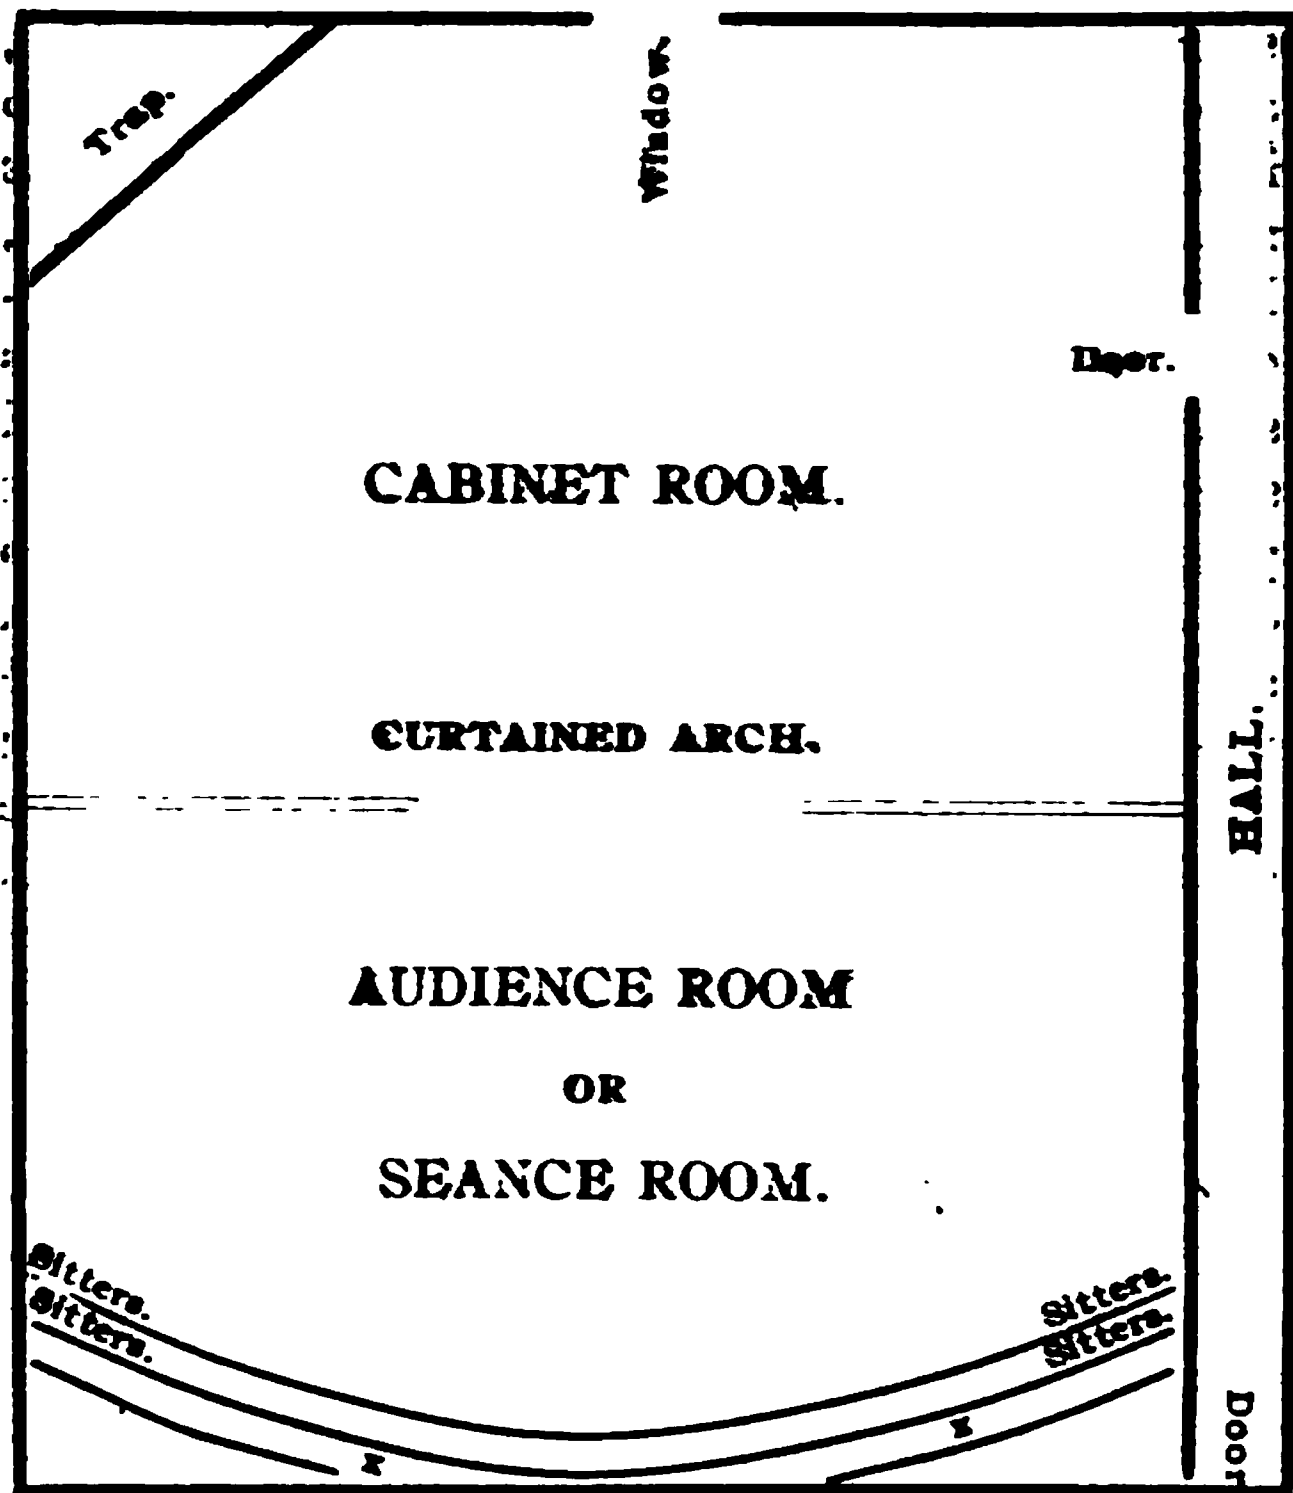 Trap.
Window.
Door.
CABINET ROOM.
CURTAINED ARCH.
HALL.
AUDIENCE ROOM
OR
SEANCE ROOM.
Sitters.
Sitters.
Sitters.
Sitters.
x
x
Door